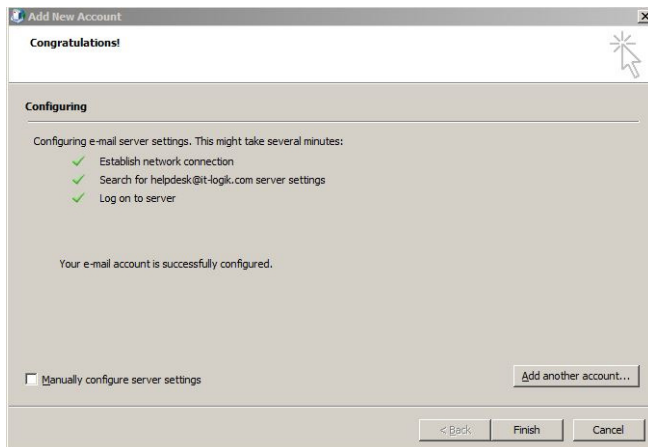 Add New Account
Congratulations!
Configuring
Configuring e-mail server settings. This might take several minutes:
Establish network connection
Search for helpdesk@it-logik.com server settings
Log on to server
Your e-mail account is successfully configured.
Manually configure server settings
Add another account...
< Back
Finish
Cancel